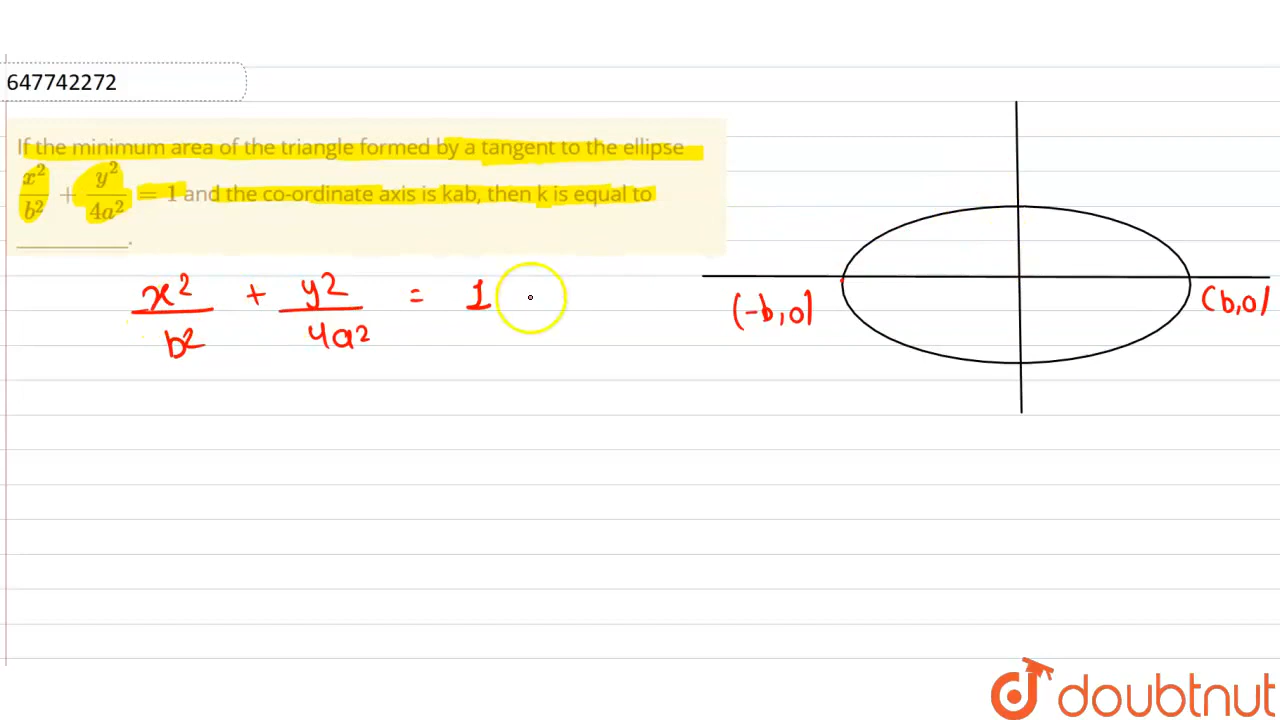 647742272
If the minimum area of the triangle formed by a tangent to the ellipse
x²/b² + y²/4a² = 1 and the co-ordinate axis is kab, then k is equal to
____________.
x²/b² + y²/4a² = 1
(-b,0)
(b,0)
doubtnut